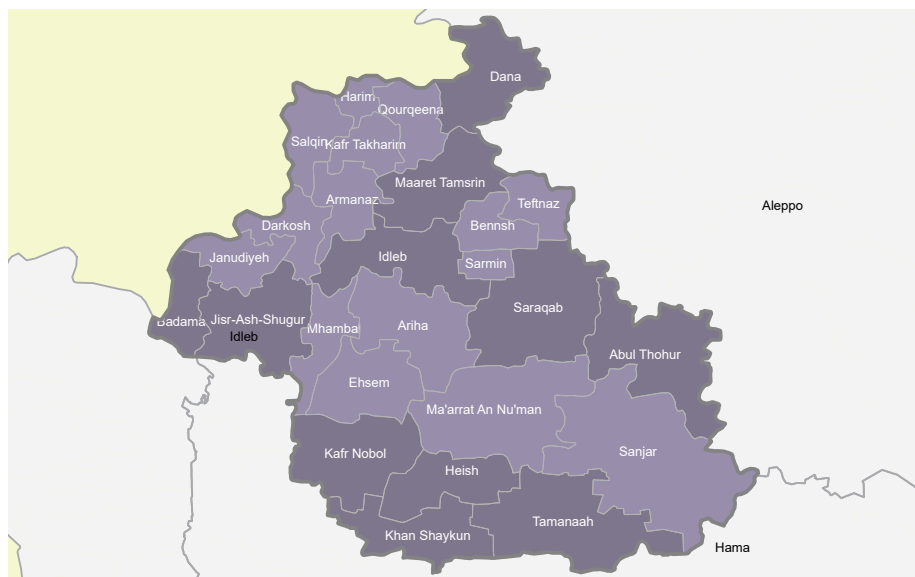 Dana
Harim
Qourqeena
Salqin
Kafr Takharim
Maaret Tamsrin
Armanaz
Teftnaz
Aleppo
Darkosh
Bennsh
Janudiyeh
Idleb
Sarmin
Saraqab
Badama
Jisr-Ash-Shugur
Mhambal
Ariha
Idleb
Abul Thohur
Ehsem
Ma'arrat An Nu'man
Kafr Nobol
Sanjar
Heish
Tamanaah
Khan Shaykun
Hama